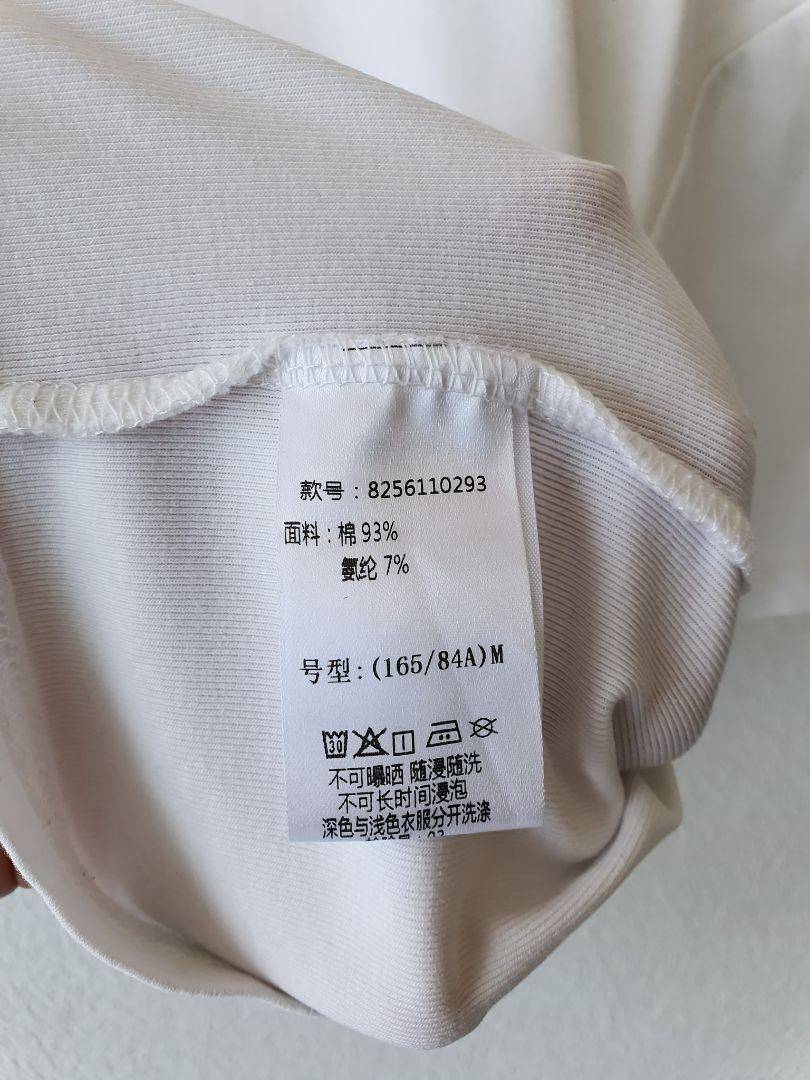 款号：8256110293
面料：棉 93%
氨纶 7%
号型：(165/84A)M
30
不可曝晒 随浸随洗
不可长时间浸泡
深色与浅色衣服分开洗涤